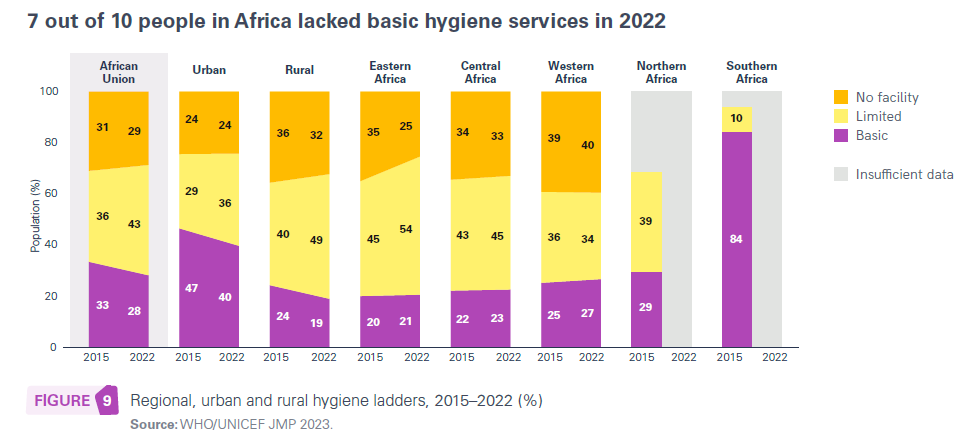 7 out of 10 people in Africa lacked basic hygiene services in 2022
African
Union
Urban
Rural
Eastern
Africa
Central
Africa
Western
Africa
Northern
Africa
Southern
Africa
No facility
Limited
Basic
Insufficient data
Population (%)
100
80
60
40
20
0
31 29
36 43
33 28
24 24
29 36
47 40
36 32
40 49
24 19
35 25
45 54
20 21
34 33
43 45
22 23
39 40
36 34
25 27
39
29
10
84
2015 2022 2015 2022 2015 2022 2015 2022 2015 2022 2015 2022 2015 2022 2015 2022
FIGURE 9 Regional, urban and rural hygiene ladders, 2015–2022 (%)
Source: WHO/UNICEF JMP 2023.